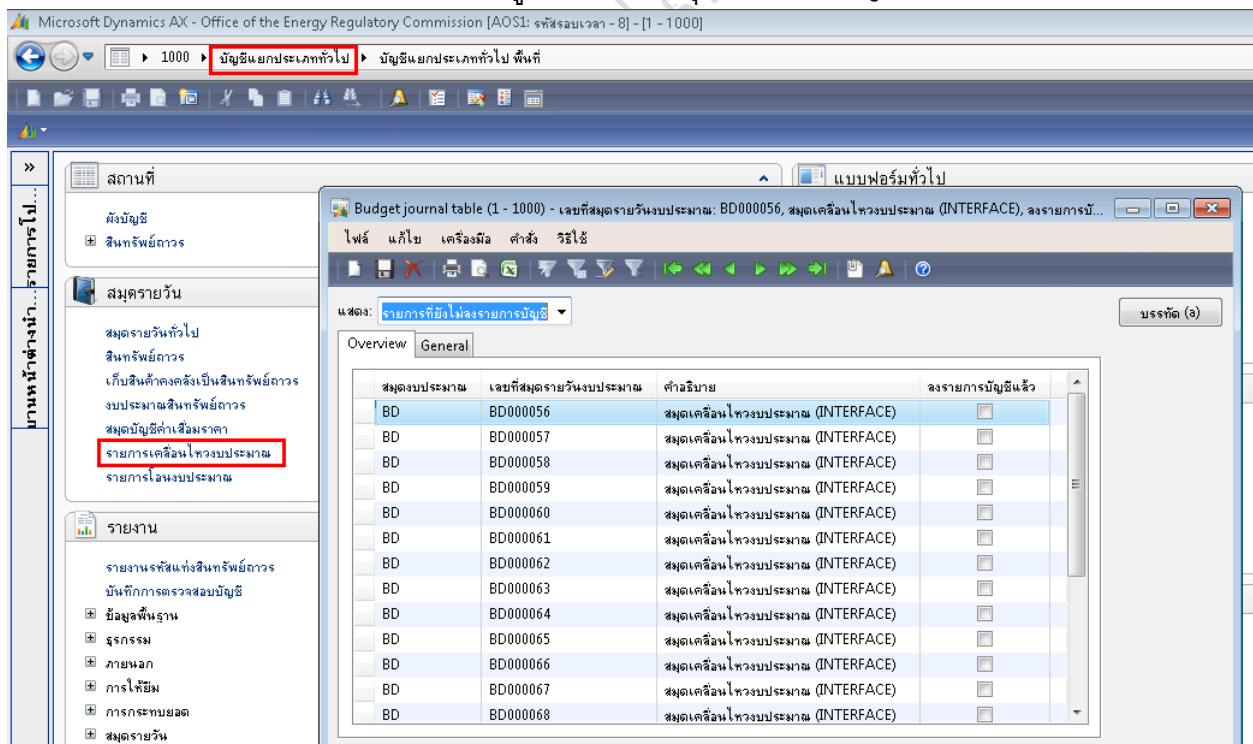 Microsoft Dynamics AX - Office of the Energy Regulatory Commission [AOS1: รหัสรอบเวลา - 8] - [1 - 1000]
1000 บัญชีแยกประเภททั่วไป บัญชีแยกประเภททั่วไป พื้นที่
สถานที่
แบบฟอร์มทั่วไป
ผังบัญชี
สินทรัพย์ถาวร
สมุดรายวัน
สมุดรายวันทั่วไป
สินทรัพย์ถาวร
เก็บสินค้าคงคลังเป็นสินทรัพย์ถาวร
งบประมาณสินทรัพย์ถาวร
สมุดบัญชีค่าเสื่อมราคา
รายการเคลื่อนไหวงบประมาณ
รายการโอนงบประมาณ
รายงาน
รายงานรหัสแท่งสินทรัพย์ถาวร
บันทึกการตรวจสอบบัญชี
ข้อมูลพื้นฐาน
ธุรกรรม
ภายนอก
การให้ยืม
การกระทบยอด
สมุดรายวัน
รายการโป...
บานหน้าต่างนำ...
Budget journal table (1 - 1000) - เลขที่สมุดรายวันงบประมาณ: BD000056, สมุดเคลื่อนไหวงบประมาณ (INTERFACE), ลงรายการบั...
ไฟล์ แก้ไข เครื่องมือ คำสั่ง วิธีใช้
แสดง: รายการที่ยังไม่ลงรายการบัญชี
บรรทัด (a)
Overview General
สมุดงบประมาณ เลขที่สมุดรายวันงบประมาณ คำอธิบาย ลงรายการบัญชีแล้ว
BD BD000056 สมุดเคลื่อนไหวงบประมาณ (INTERFACE)
BD BD000057 สมุดเคลื่อนไหวงบประมาณ (INTERFACE)
BD BD000058 สมุดเคลื่อนไหวงบประมาณ (INTERFACE)
BD BD000059 สมุดเคลื่อนไหวงบประมาณ (INTERFACE)
BD BD000060 สมุดเคลื่อนไหวงบประมาณ (INTERFACE)
BD BD000061 สมุดเคลื่อนไหวงบประมาณ (INTERFACE)
BD BD000062 สมุดเคลื่อนไหวงบประมาณ (INTERFACE)
BD BD000063 สมุดเคลื่อนไหวงบประมาณ (INTERFACE)
BD BD000064 สมุดเคลื่อนไหวงบประมาณ (INTERFACE)
BD BD000065 สมุดเคลื่อนไหวงบประมาณ (INTERFACE)
BD BD000066 สมุดเคลื่อนไหวงบประมาณ (INTERFACE)
BD BD000067 สมุดเคลื่อนไหวงบประมาณ (INTERFACE)
BD BD000068 สมุดเคลื่อนไหวงบประมาณ (INTERFACE)